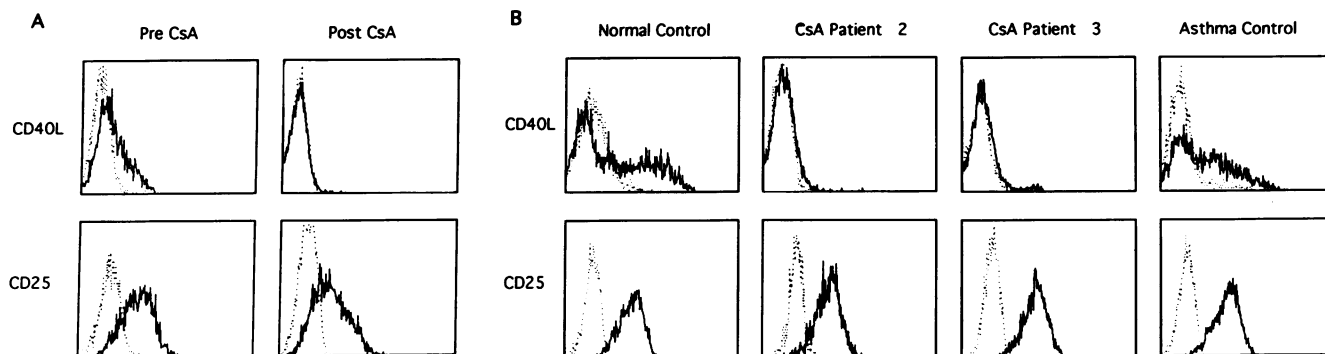 A
B
Pre CsA
Post CsA
Normal Control
CsA Patient 2
CsA Patient 3
Asthma Control
CD40L
CD40L
CD25
CD25